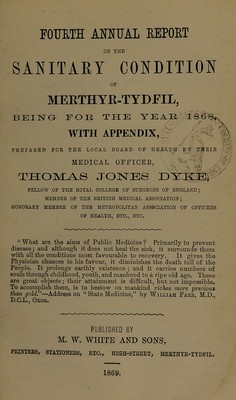 FOURTH ANNUAL REPORT
ON THE
SANITARY CONDITION
OF
MERTHYR-TYDFIL,
BEING FOR THE YEAR 1868,
WITH APPENDIX,
PREPARED FOR THE LOCAL BOARD OF HEALTH BY THEIR
MEDICAL OFFICER,
THOMAS JONES DYKE,
FELLOW OF THE ROYAL COLLEGE OF SURGEONS OF ENGLAND;
MEMBER OF THE BRITISH MEDICAL ASSOCIATION;
HONORARY MEMBER OF THE METROPOLITAN ASSOCIATION OF OFFICERS
OF HEALTH, ETC., ETC.
"What are the aims of Public Medicine? Primarily to prevent
disease; and although it does not heal the sick, it surrounds them
with all the conditions most favourable to recovery. It gives the
Physician chances in his favour, it diminishes the death toll of the
People. It prolongs earthly existence; and it carries numbers of
souls through childhood, youth, and manhood to a ripe old age. These
are great objects; their attainment is difficult, but not impossible.
To accomplish them, is to bestow on mankind riches more precious
than gold."—Address on "State Medicine," by WILLIAM FARR, M.D.,
D.C.L., Oxon.
PUBLISHED BY
M. W. WHITE AND SONS,
PRINTERS, STATIONERS, ETC., HIGH-STREET, MERTHYR-TYDFIL.
1869.